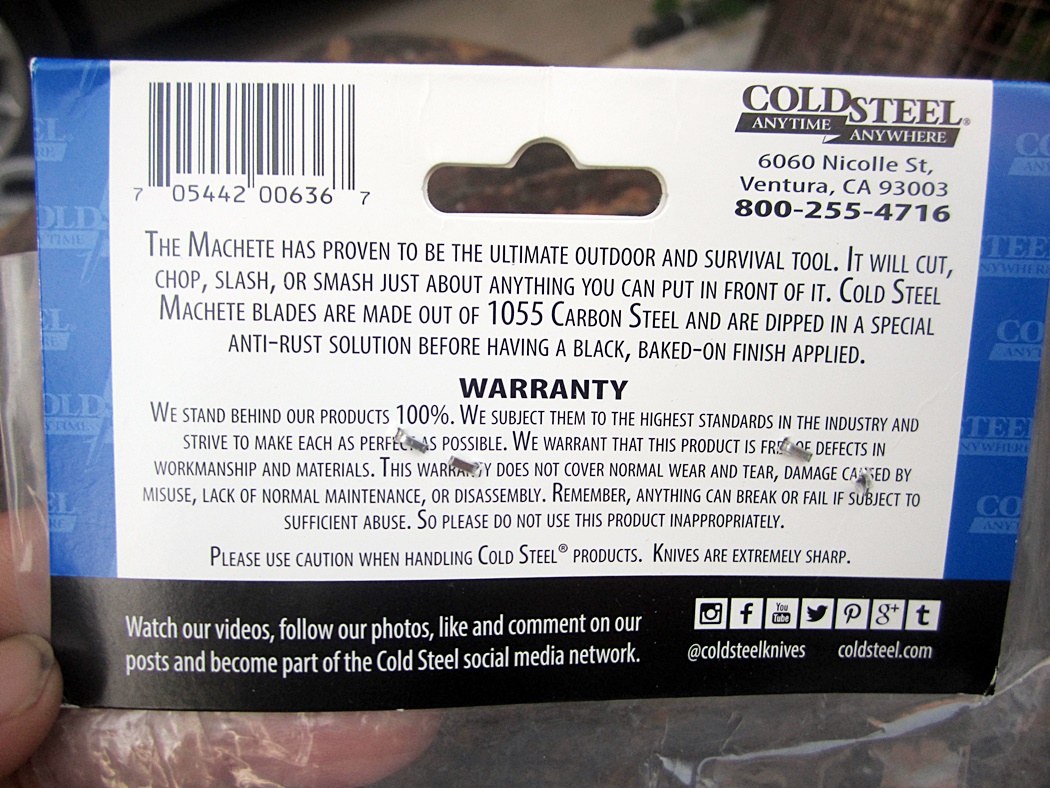 7 05442 00636 7
COLD STEEL®
ANYTIME ANYWHERE
6060 Nicolle St,
Ventura, CA 93003
800-255-4716
THE MACHETE HAS PROVEN TO BE THE ULTIMATE OUTDOOR AND SURVIVAL TOOL. IT WILL CUT,
CHOP, SLASH, OR SMASH JUST ABOUT ANYTHING YOU CAN PUT IN FRONT OF IT. COLD STEEL
MACHETE BLADES ARE MADE OUT OF 1055 CARBON STEEL AND ARE DIPPED IN A SPECIAL
ANTI-RUST SOLUTION BEFORE HAVING A BLACK, BAKED-ON FINISH APPLIED.
WARRANTY
WE STAND BEHIND OUR PRODUCTS 100%. WE SUBJECT THEM TO THE HIGHEST STANDARDS IN THE INDUSTRY AND
STRIVE TO MAKE EACH AS PERFECT AS POSSIBLE. WE WARRANT THAT THIS PRODUCT IS FREE OF DEFECTS IN
WORKMANSHIP AND MATERIALS. THIS WARRANTY DOES NOT COVER NORMAL WEAR AND TEAR, DAMAGE CAUSED BY
MISUSE, LACK OF NORMAL MAINTENANCE, OR DISASSEMBLY. REMEMBER, ANYTHING CAN BREAK OR FAIL IF SUBJECT TO
SUFFICIENT ABUSE. SO PLEASE DO NOT USE THIS PRODUCT INAPPROPRIATELY.
PLEASE USE CAUTION WHEN HANDLING COLD STEEL® PRODUCTS. KNIVES ARE EXTREMELY SHARP.
Watch our videos, follow our photos, like and comment on our
posts and become part of the Cold Steel social media network.
You Tube
@coldsteelknives coldsteel.com